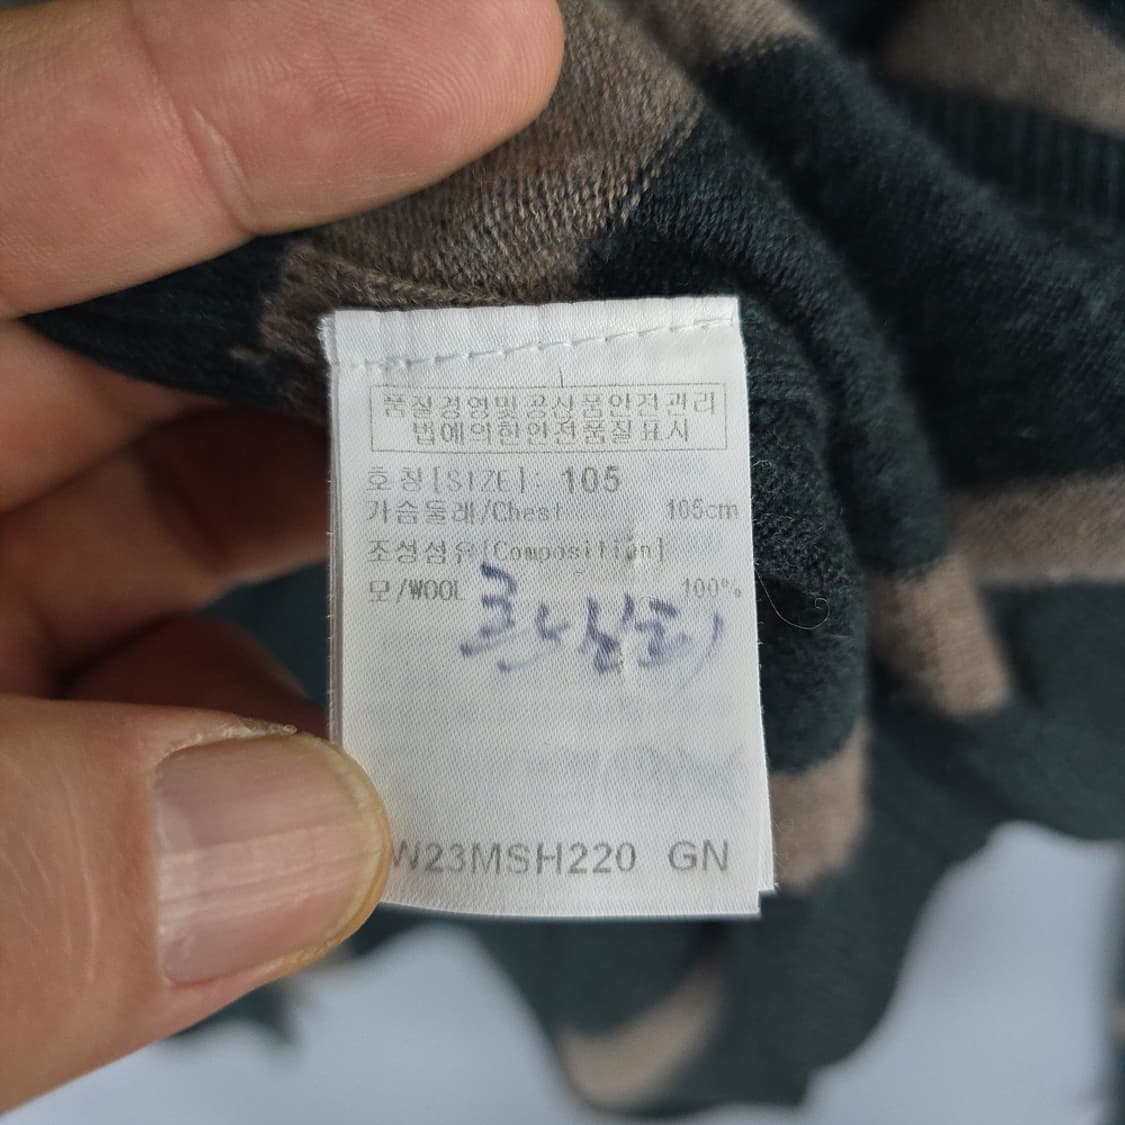 품질경영및공산품안전관리
법에의한안전품질표시
호칭[SIZE]: 105
가슴둘레/Chest 105cm
조성섬유[Composition]
모/WOOL 100%
W23MSH220 GN